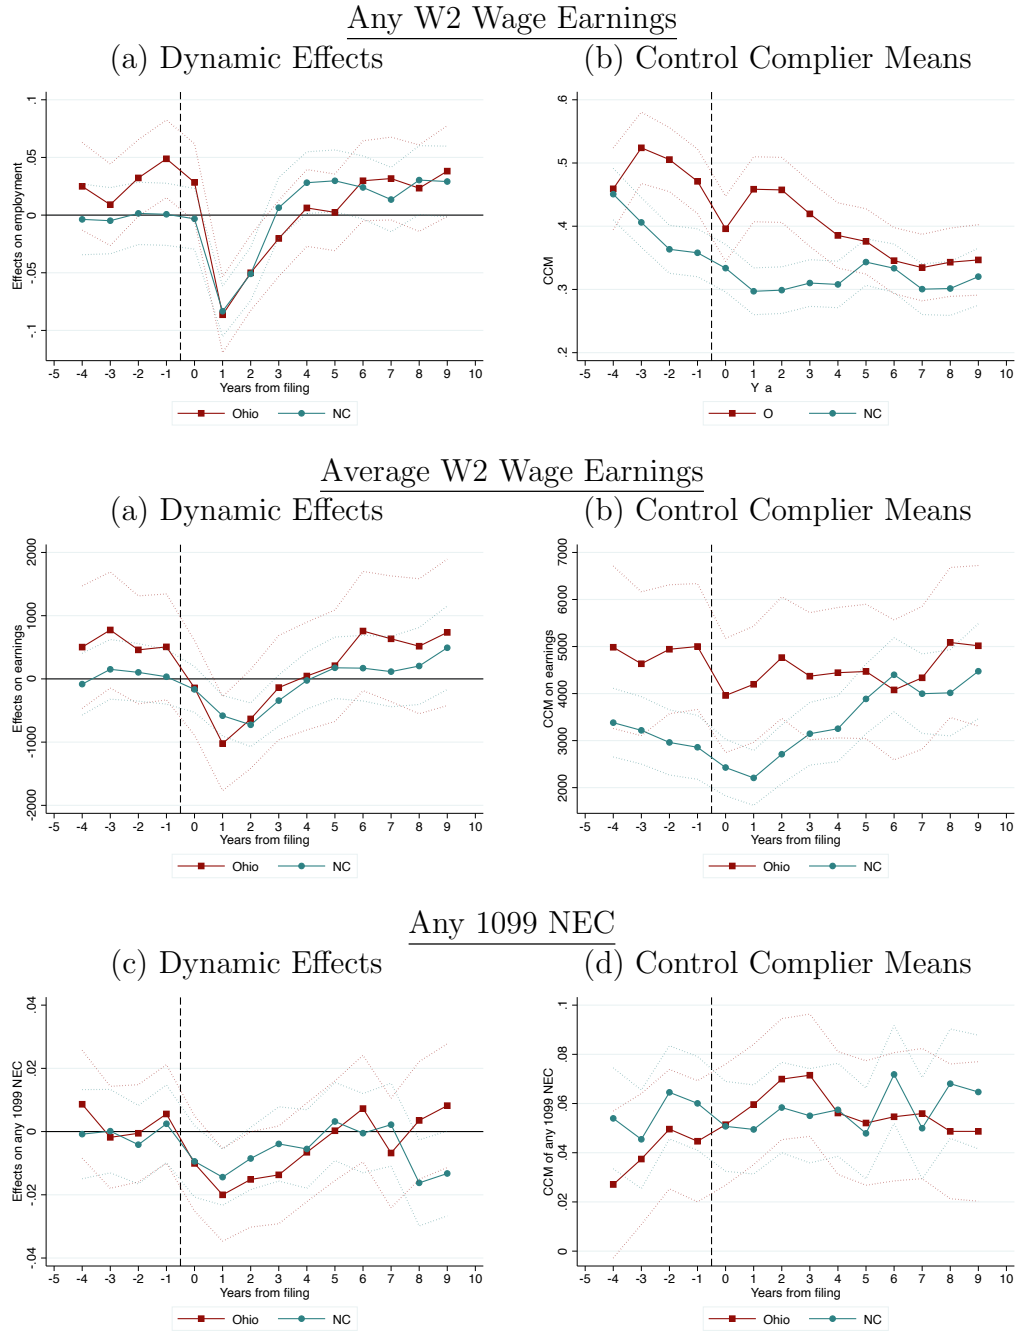 Any W2 Wage Earnings
(a) Dynamic Effects
(b) Control Complier Means
Effects on employment
.1
.05
0
.05
-.1
-5 -4 -3 -2 -1 0 1 2 3 4 5 6 7 8 9 10
Years from filing
Ohio NC
CCM
.6
.5
.4
.3
.2
-5 -4 -3 -2 -1 0 1 2 3 4 5 6 7 8 9 10
Y a
O NC
Average W2 Wage Earnings
(a) Dynamic Effects
(b) Control Complier Means
Effects on earnings
2000
1000
0
-1000
-2000
-5 -4 -3 -2 -1 0 1 2 3 4 5 6 7 8 9 10
Years from filing
Ohio NC
CCM on earnings
7000
6000
5000
4000
3000
2000
-5 -4 -3 -2 -1 0 1 2 3 4 5 6 7 8 9 10
Years from filing
Ohio NC
Any 1099 NEC
(c) Dynamic Effects
(d) Control Complier Means
Effects on any 1099 NEC
.04
.02
0
-.02
-.04
-5 -4 -3 -2 -1 0 1 2 3 4 5 6 7 8 9 10
Years from filing
Ohio NC
CCM of any 1099 NEC
.1
.08
.06
.04
.02
0
-5 -4 -3 -2 -1 0 1 2 3 4 5 6 7 8 9 10
Years from filing
Ohio NC